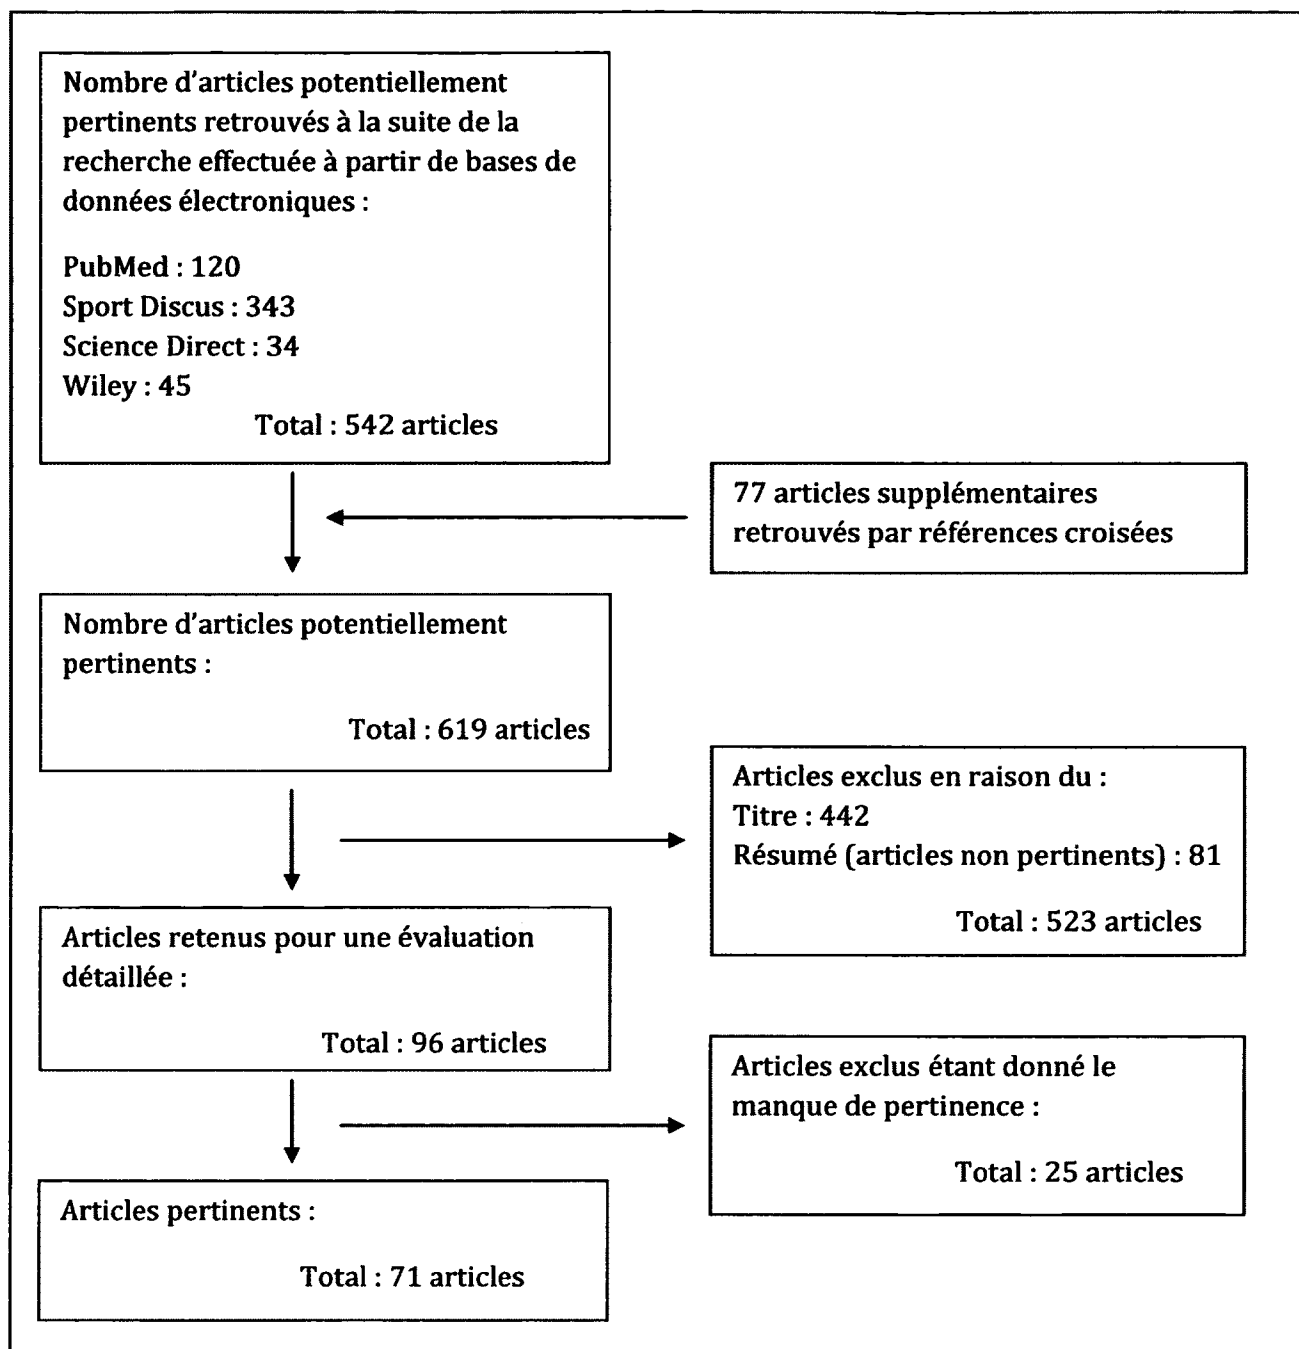 Nombre d'articles potentiellement
pertinents retrouvés à la suite de la
recherche effectuée à partir de bases de
données électroniques :
PubMed : 120
Sport Discus : 343
Science Direct : 34
Wiley : 45
Total : 542 articles
77 articles supplémentaires
retrouvés par références croisées
Nombre d'articles potentiellement
pertinents :
Total : 619 articles
Articles exclus en raison du :
Titre : 442
Résumé (articles non pertinents) : 81
Total : 523 articles
Articles retenus pour une évaluation
détaillée :
Total : 96 articles
Articles exclus étant donné le
manque de pertinence :
Total : 25 articles
Articles pertinents :
Total : 71 articles